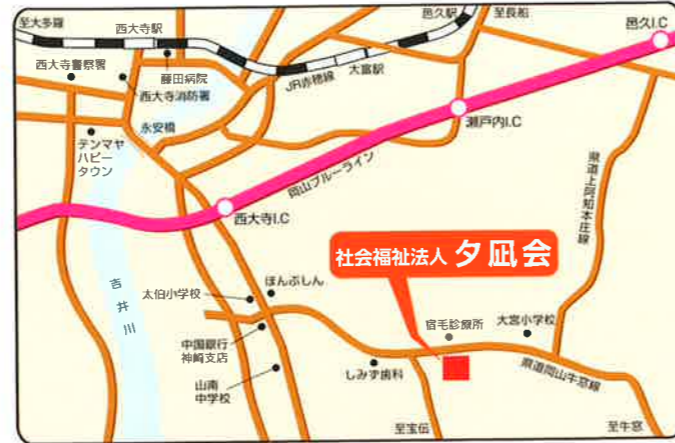 至大多羅
西大寺駅
邑久駅
至長船
邑久I.C
西大寺警察署
藤田病院
JR赤穂線
大富駅
西大寺消防署
永安橋
瀬戸内I.C
テンマヤ
ハピー
タウン
岡山ブルーライン
県道上阿知本庄線
西大寺I.C
社会福祉法人 夕凪会
吉井川
太伯小学校
ほんぶしん
宿毛診療所
大宮小学校
中国銀行
神崎支店
しみず歯科
県道岡山牛窓線
山南
中学校
至宝伝
至牛窓